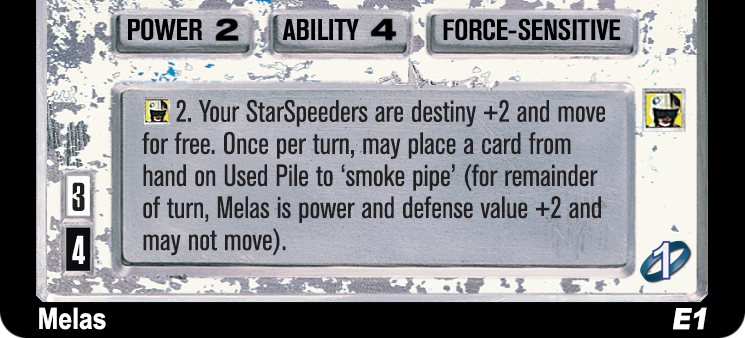 POWER 2 ABILITY 4 FORCE-SENSITIVE
2. Your StarSpeeders are destiny +2 and move
for free. Once per turn, may place a card from
hand on Used Pile to ‘smoke pipe’ (for remainder
of turn, Melas is power and defense value +2 and
may not move).
3
4
1
Melas E1